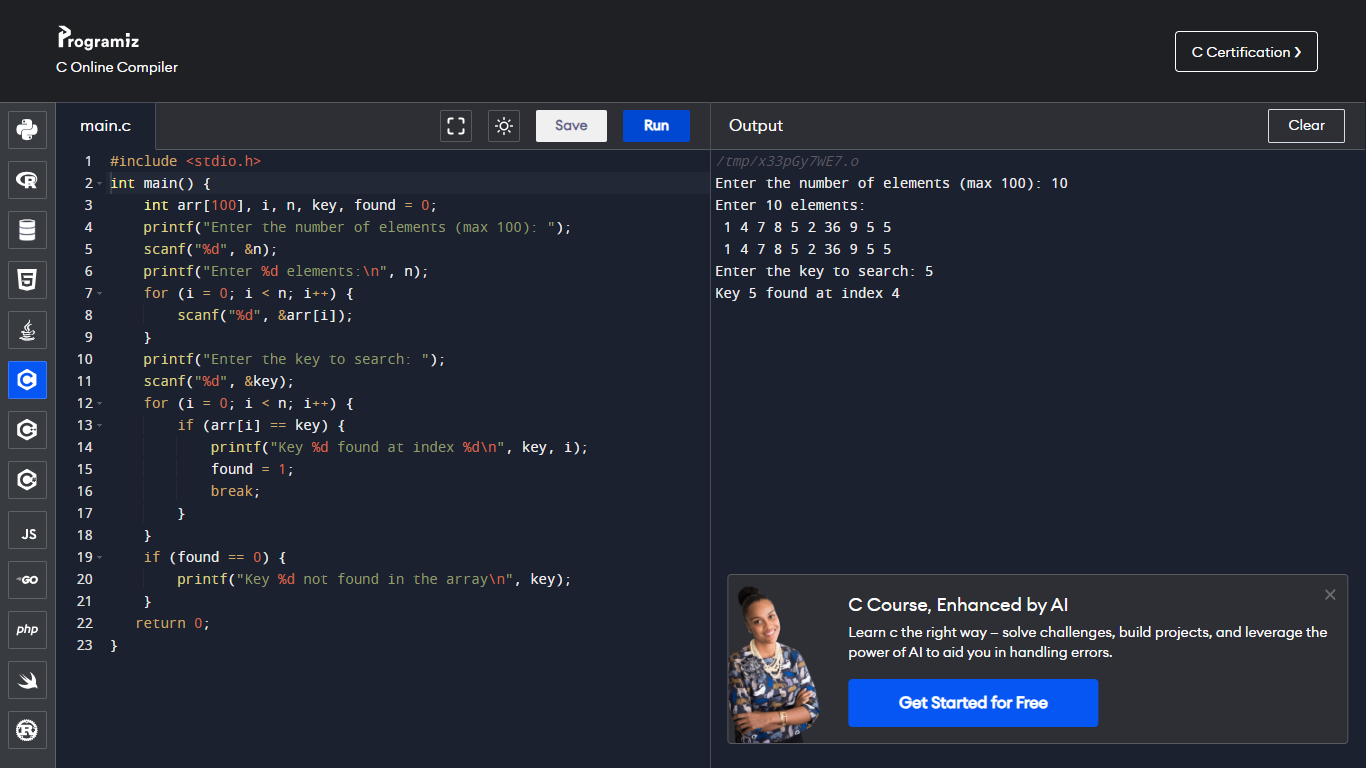 Programiz
C Online Compiler
C Certification ❯
main.c
Save
Run
Output
Clear
1 #include <stdio.h>
2 int main() {
3     int arr[100], i, n, key, found = 0;
4     printf("Enter the number of elements (max 100): ");
5     scanf("%d", &n);
6     printf("Enter %d elements:\n", n);
7     for (i = 0; i < n; i++) {
8         scanf("%d", &arr[i]);
9     }
10     printf("Enter the key to search: ");
11     scanf("%d", &key);
12     for (i = 0; i < n; i++) {
13         if (arr[i] == key) {
14             printf("Key %d found at index %d\n", key, i);
15             found = 1;
16             break;
17         }
18     }
19     if (found == 0) {
20         printf("Key %d not found in the array\n", key);
21     }
22    return 0;
23 }
/tmp/x33pGy7WE7.o
Enter the number of elements (max 100): 10
Enter 10 elements:
 1 4 7 8 5 2 36 9 5 5
 1 4 7 8 5 2 36 9 5 5
Enter the key to search: 5
Key 5 found at index 4
R
5
C
C
C
JS
GO
php
R
C Course, Enhanced by AI
Learn c the right way – solve challenges, build projects, and leverage the
power of AI to aid you in handling errors.
Get Started for Free